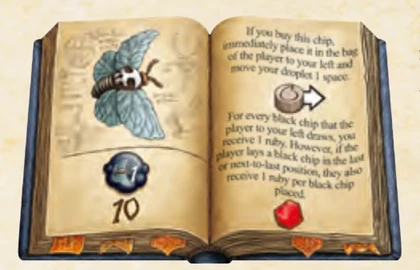 10
If you buy this chip,
immediately place it in the bag
of the player to your left and
move your droplet 1 space.
For every black chip that the
player to your left draws, you
receive 1 ruby. However, if the
player lays a black chip in the last
or next-to-last position, they also
receive 1 ruby per black chip
placed.